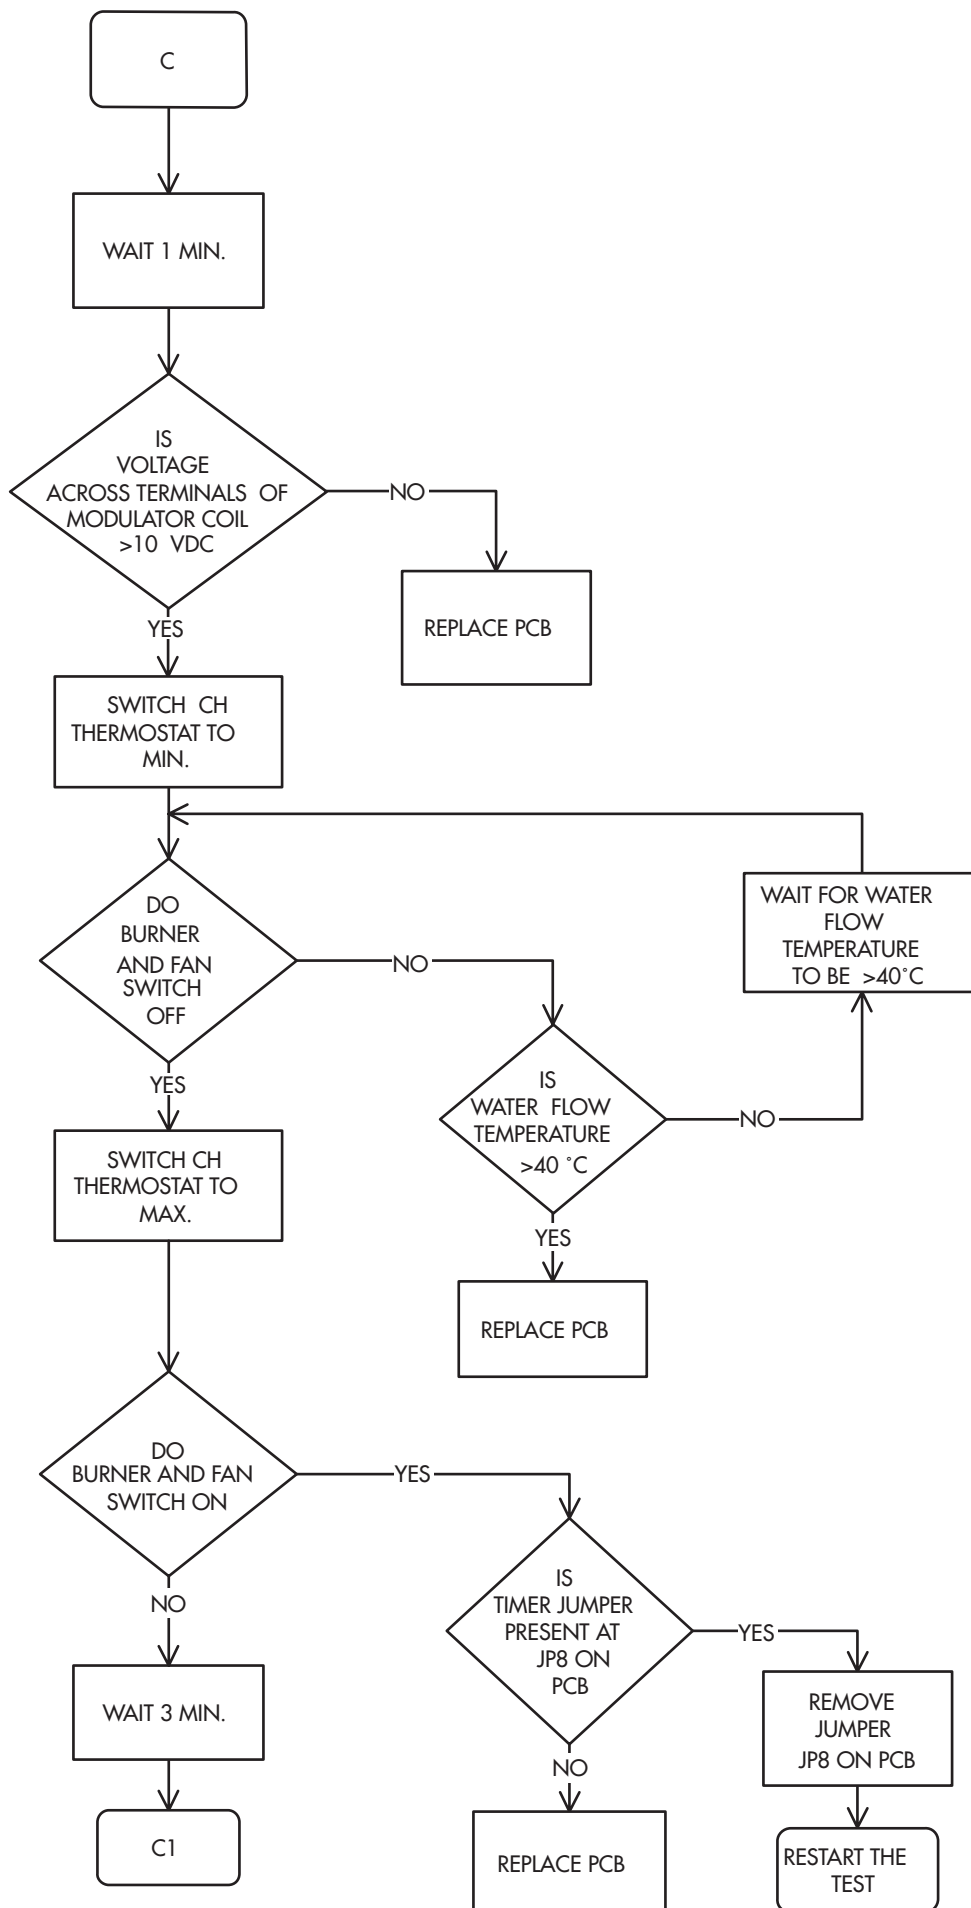 C
WAIT 1 MIN.
IS
VOLTAGE
ACROSS TERMINALS OF
MODULATOR COIL
>10 VDC
NO
REPLACE PCB
YES
SWITCH CH
THERMOSTAT TO
MIN.
DO
BURNER
AND FAN
SWITCH
OFF
NO
WAIT FOR WATER
FLOW
TEMPERATURE
TO BE >40˚C
IS
WATER FLOW
TEMPERATURE
>40 ˚C
NO
YES
REPLACE PCB
YES
SWITCH CH
THERMOSTAT TO
MAX.
DO
BURNER AND FAN
SWITCH ON
YES
IS
TIMER JUMPER
PRESENT AT
JP8 ON
PCB
YES
REMOVE
JUMPER
JP8 ON PCB
RESTART THE
TEST
NO
REPLACE PCB
NO
WAIT 3 MIN.
C1